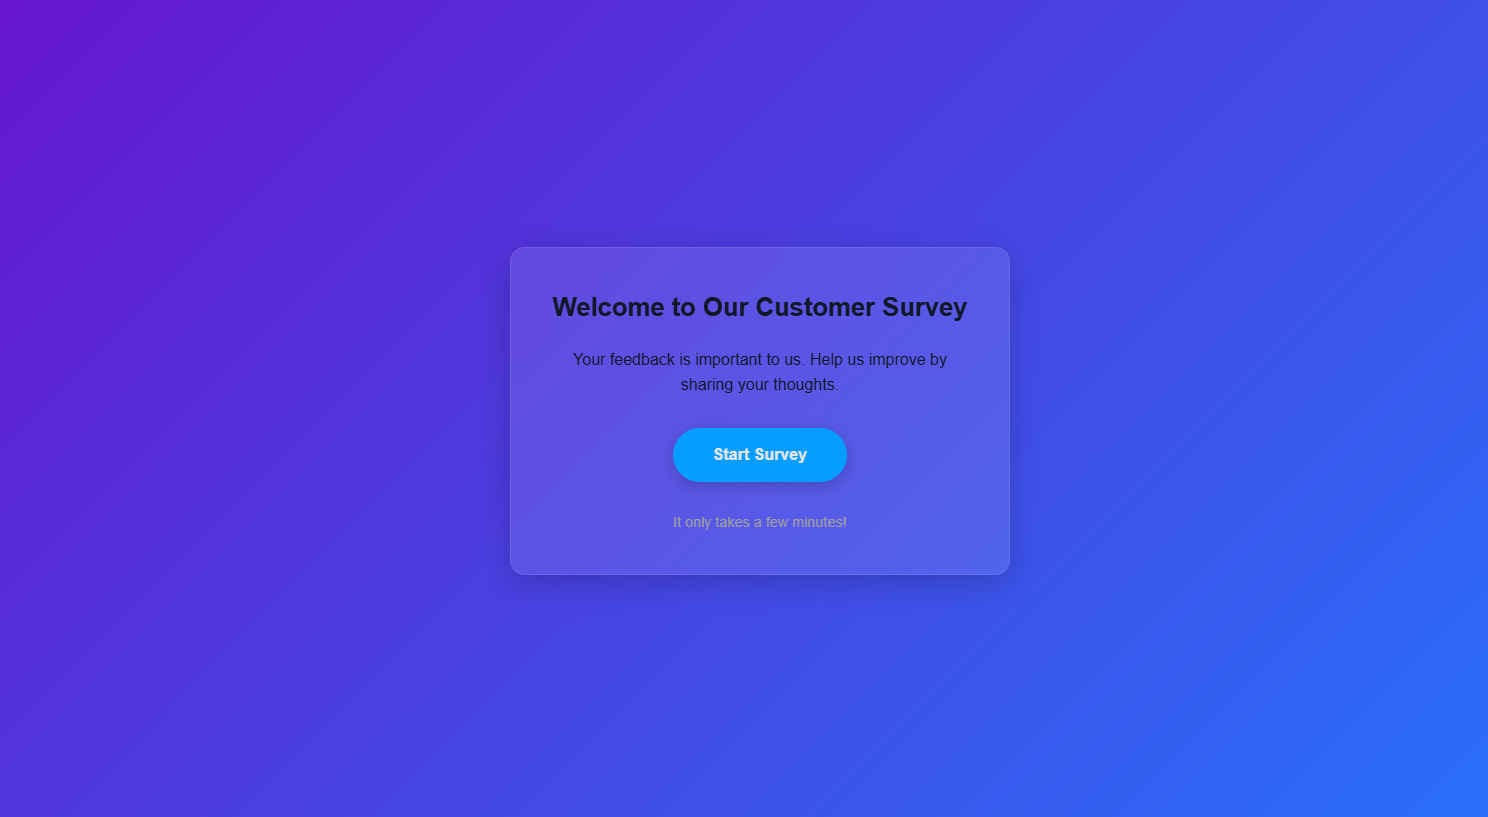 Welcome to Our Customer Survey
Your feedback is important to us. Help us improve by
sharing your thoughts.
Start Survey
It only takes a few minutes!